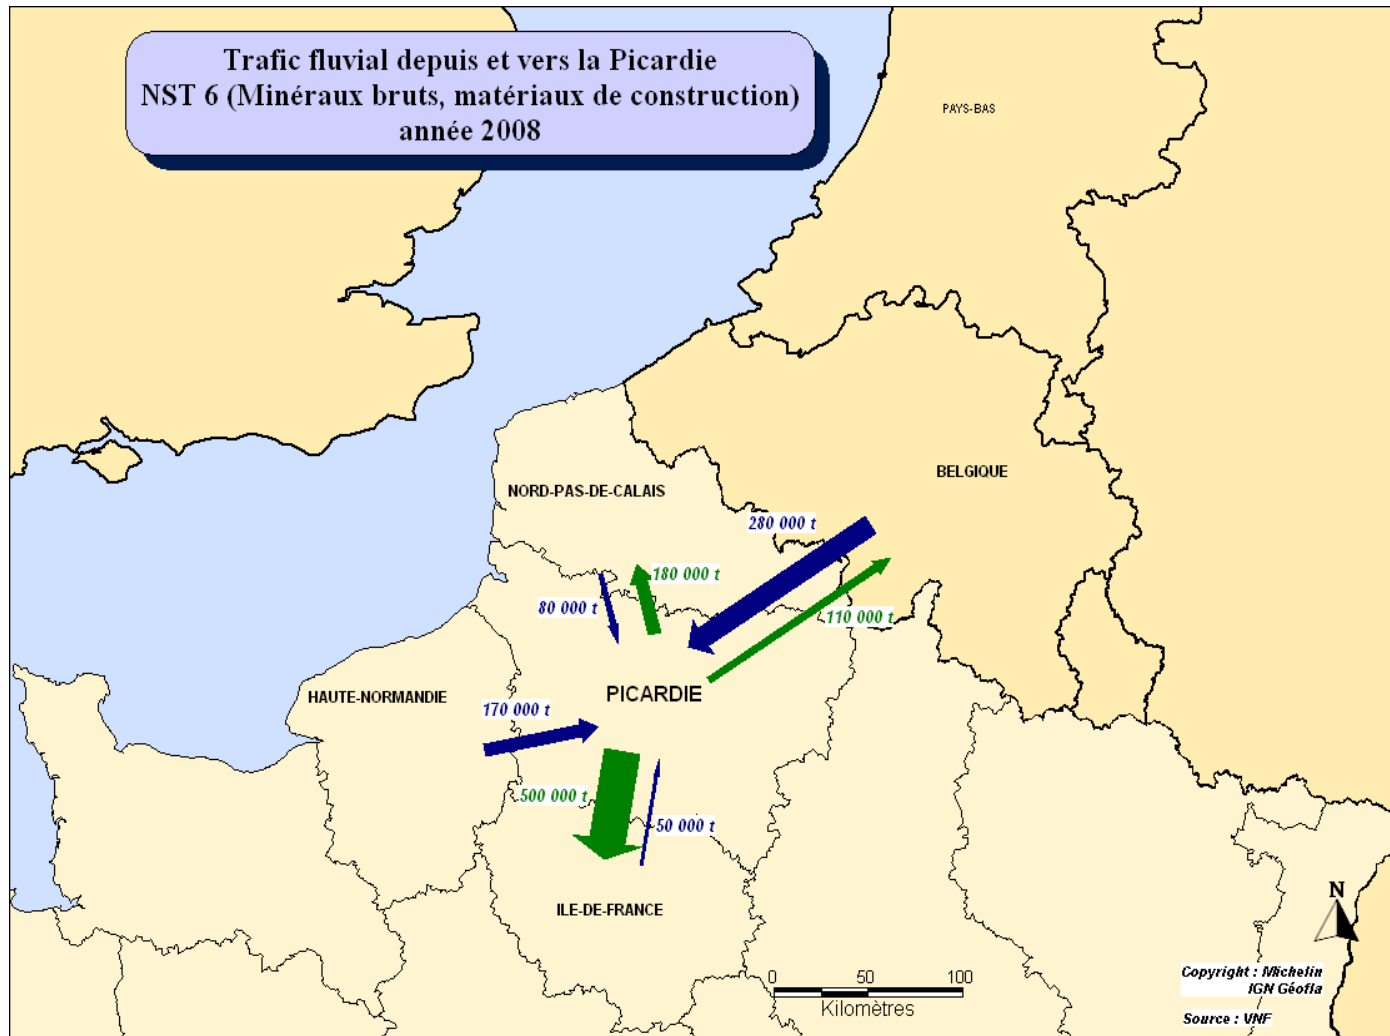 Trafic fluvial depuis et vers la Picardie
NST 6 (Minéraux bruts, matériaux de construction)
année 2008
PAYS-BAS
BELGIQUE
NORD-PAS-DE-CALAIS
280 000 t
180 000 t
80 000 t
110 000 t
PICARDIE
HAUTE-NORMANDIE
170 000 t
500 000 t
50 000 t
ILE-DE-FRANCE
N
0 50 100
Kilomètres
Copyright : Michelin
IGN Géofla
Source : VNF